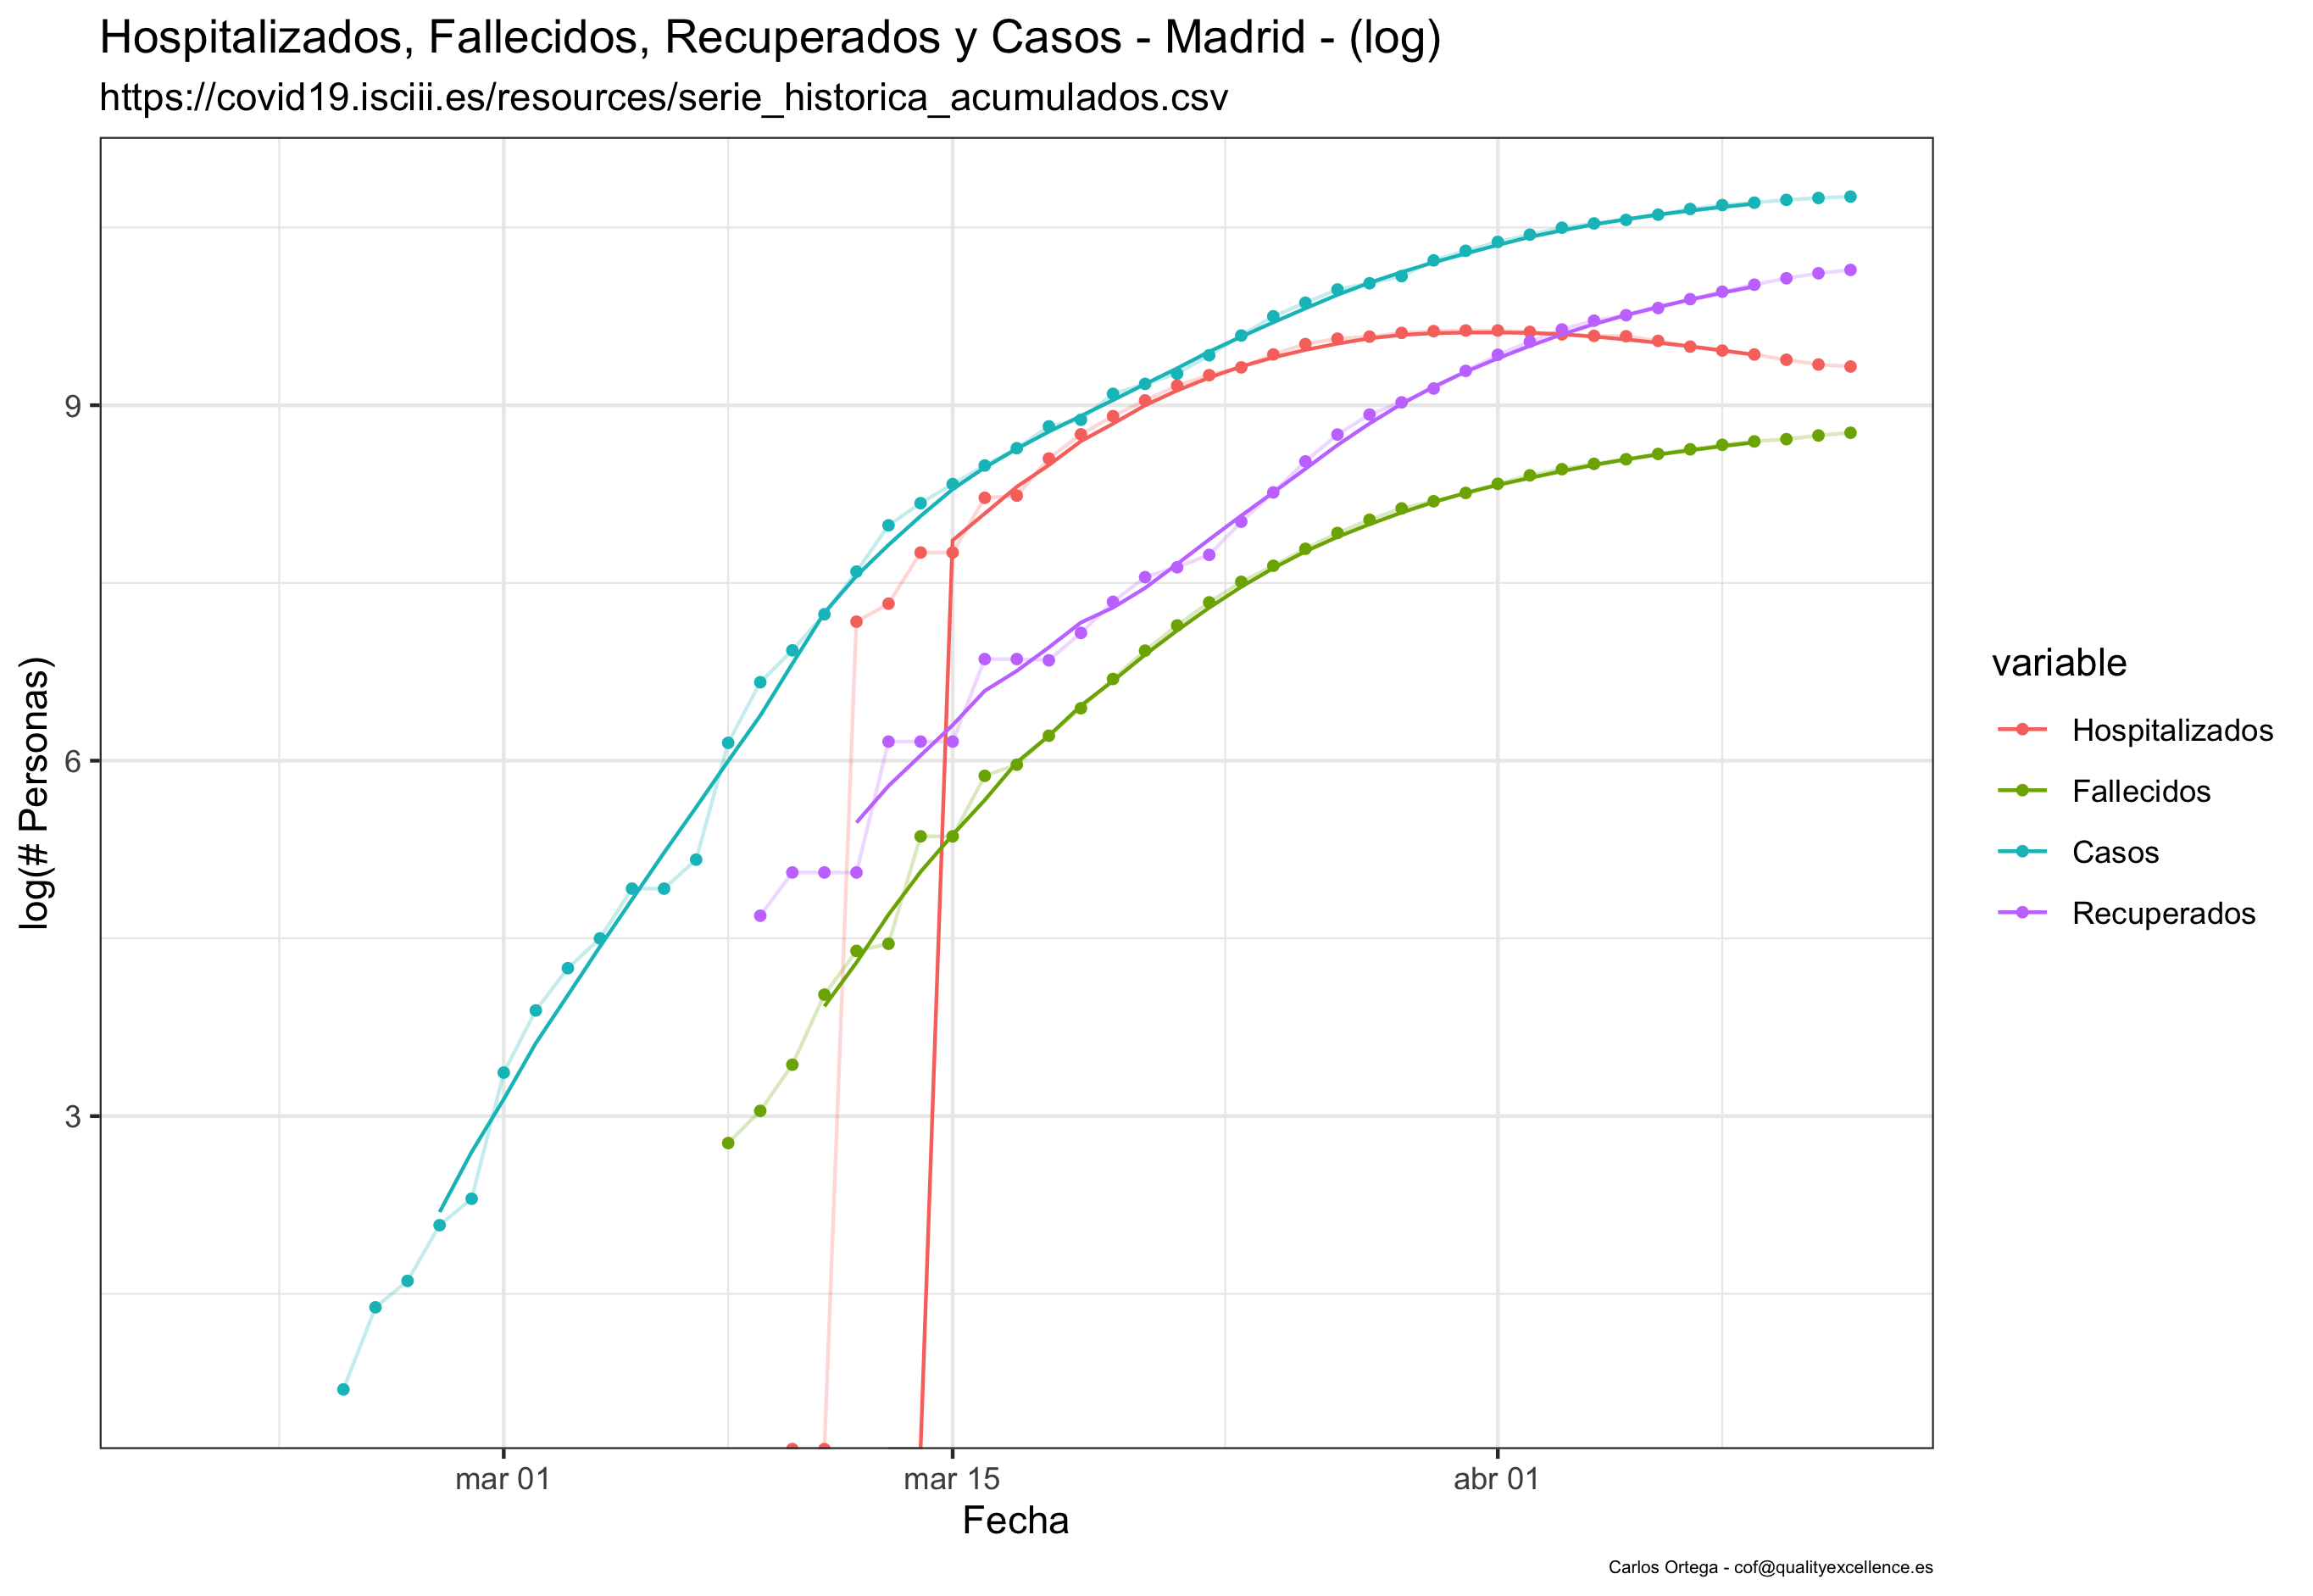 Hospitalizados, Fallecidos, Recuperados y Casos - Madrid - (log)
https://covid19.isciii.es/resources/serie_historica_acumulados.csv
log(# Personas)
9
6
3
mar 01
mar 15
abr 01
Fecha
variable
Hospitalizados
Fallecidos
Casos
Recuperados
Carlos Ortega - cof@qualityexcellence.es